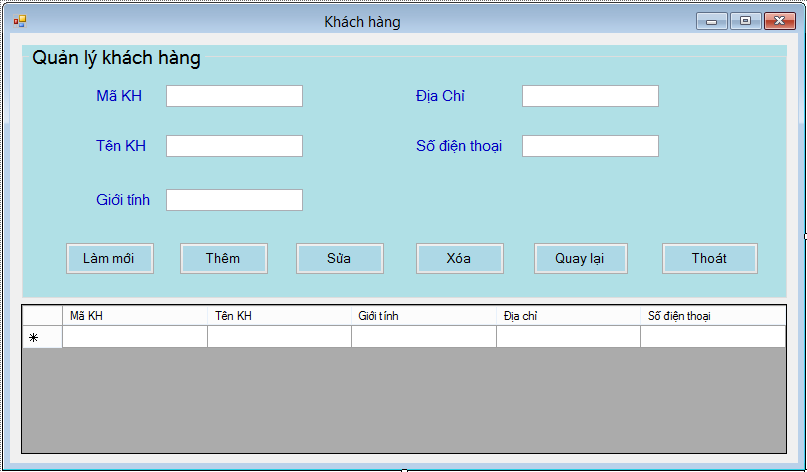 Khách hàng
Quản lý khách hàng
Mã KH
Địa Chỉ
Tên KH
Số điện thoại
Giới tính
Làm mới Thêm Sửa Xóa Quay lại Thoát
Mã KH Tên KH Giới tính Địa chỉ Số điện thoại